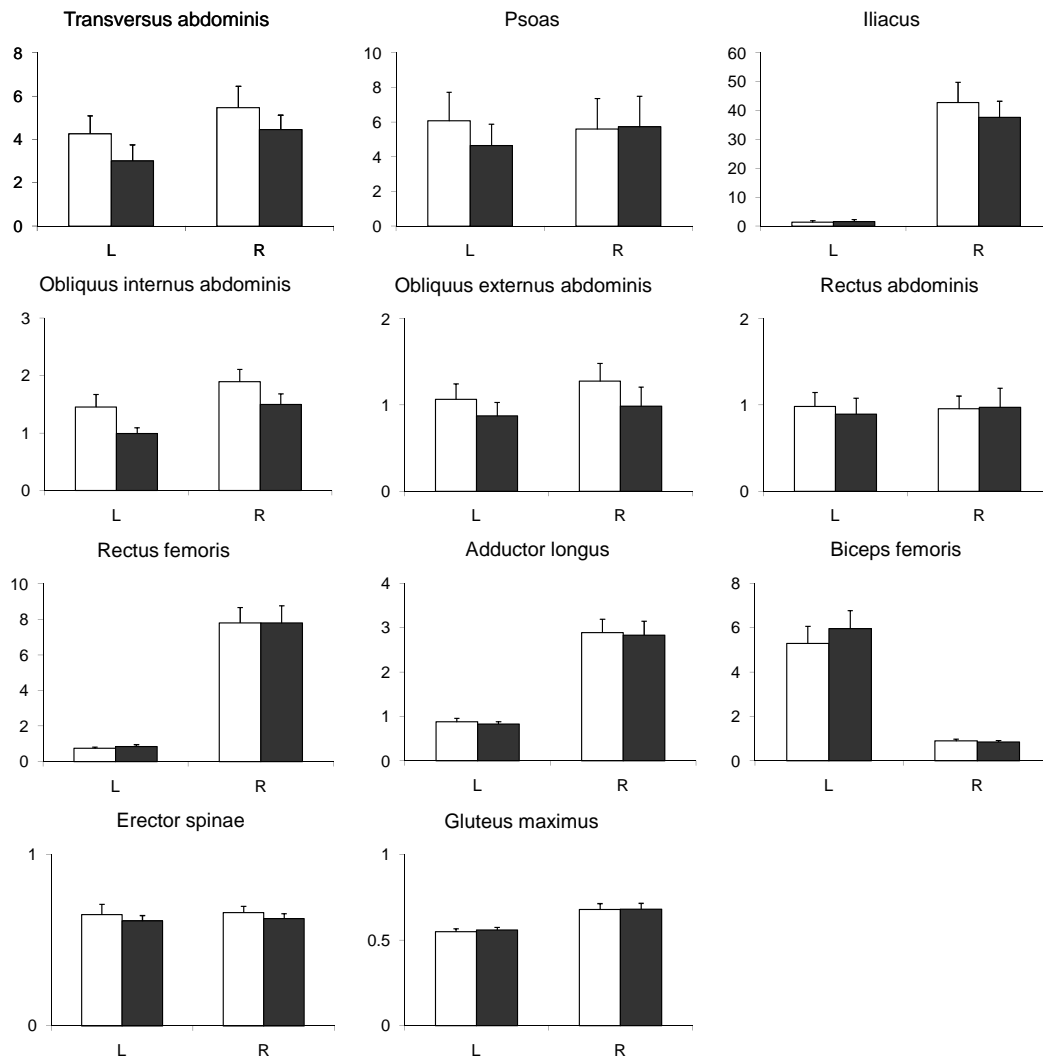 Transversus abdominis
8
6
4
2
0
L R
Psoas
10
8
6
4
2
0
L R
Iliacus
60
50
40
30
20
10
0
L R
Obliquus internus abdominis
3
2
1
0
L R
Obliquus externus abdominis
2
1
0
L R
Rectus abdominis
2
1
0
L R
Rectus femoris
10
8
6
4
2
0
L R
Adductor longus
4
3
2
1
0
L R
Biceps femoris
8
6
4
2
0
L R
Erector spinae
1
0
L R
Gluteus maximus
1
0.5
0
L R